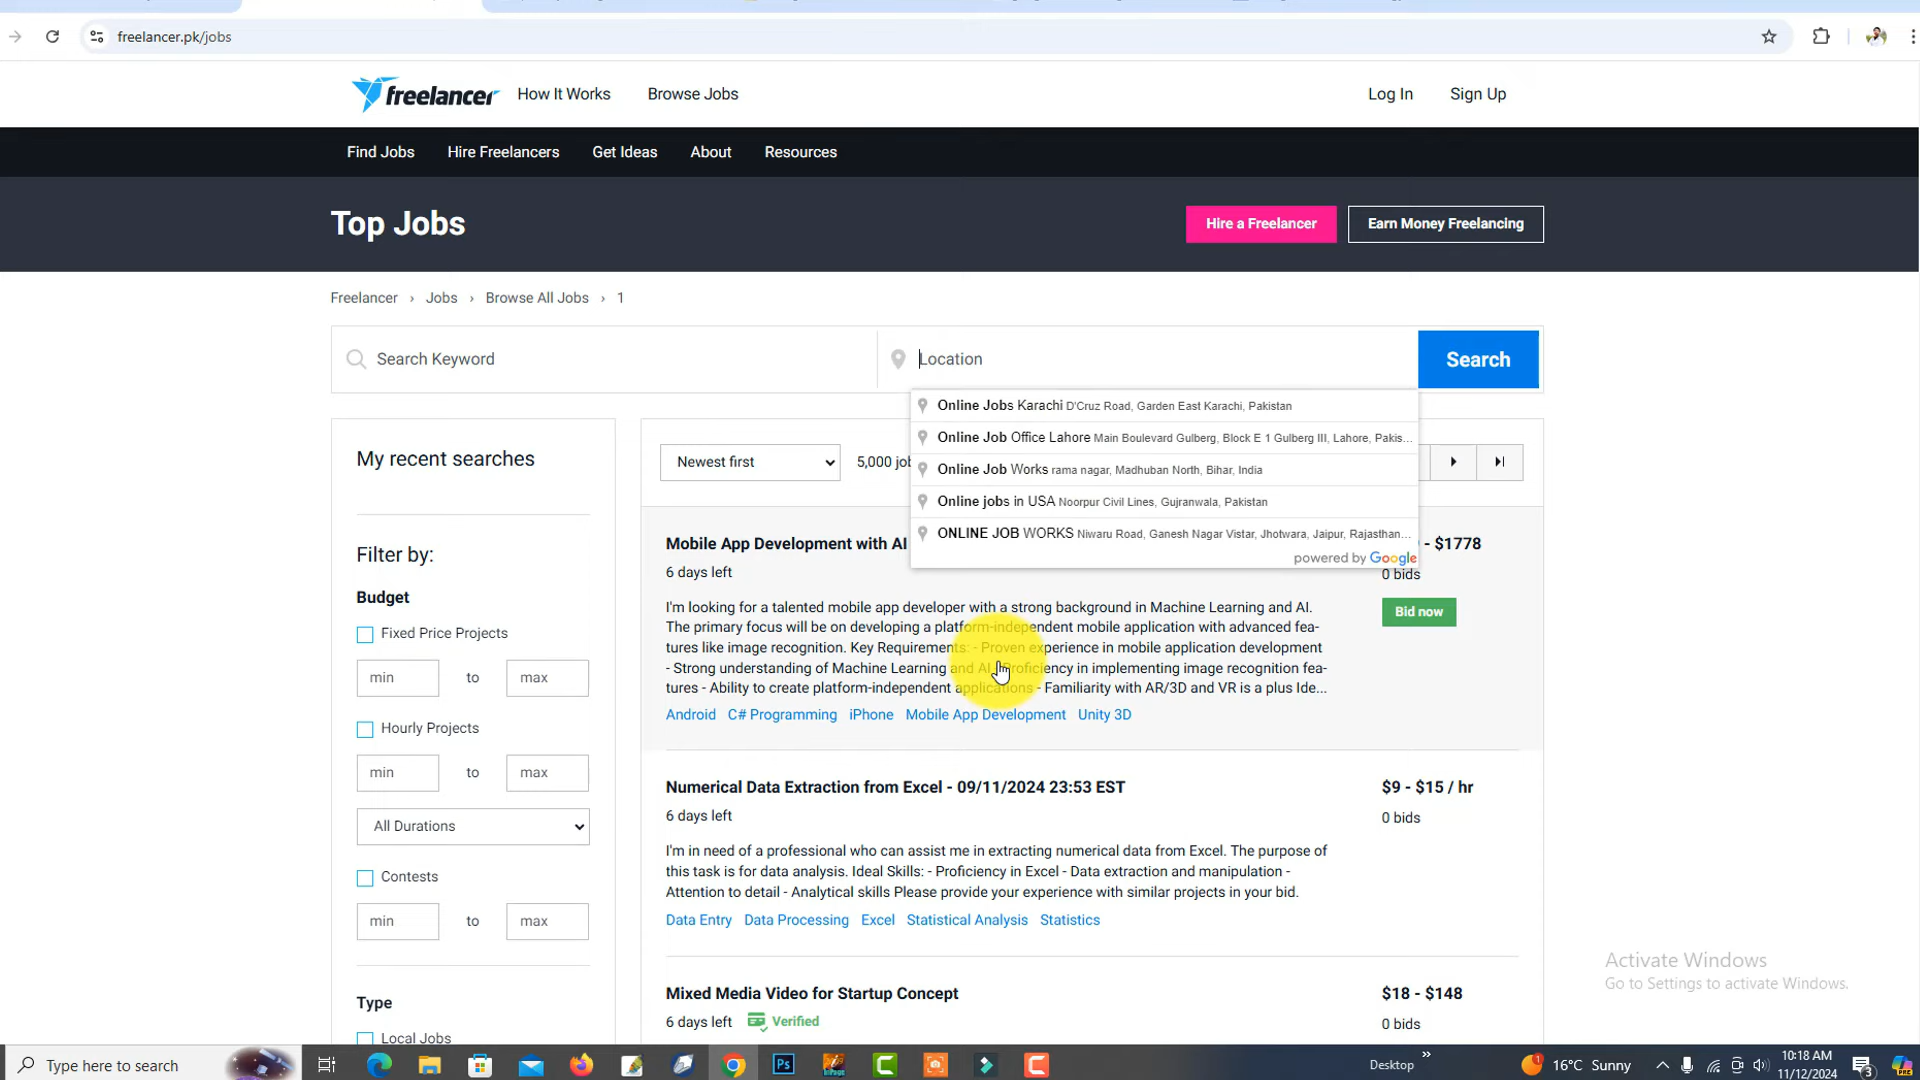 freelancer.pk/jobs
freelancer How It Works Browse Jobs Log In Sign Up
Find Jobs Hire Freelancers Get Ideas About Resources
Top Jobs Hire a Freelancer Earn Money Freelancing
Freelancer › Jobs › Browse All Jobs › 1
Search Keyword Location Search
Online Jobs Karachi D'Cruz Road, Garden East Karachi, Pakistan
Online Job Office Lahore Main Boulevard Gulberg, Block E 1 Gulberg III, Lahore, Pakis...
Online Job Works rama nagar, Madhuban North, Bihar, India
Online jobs in USA Noorpur Civil Lines, Gujranwala, Pakistan
ONLINE JOB WORKS Niwaru Road, Ganesh Nagar Vistar, Jhotwara, Jaipur, Rajasthan...
powered by Google
My recent searches
Filter by:
Budget
Fixed Price Projects
min to max
Hourly Projects
min to max
All Durations
Contests
min to max
Type
Local Jobs
Newest first 5,000 job
Mobile App Development with AI - $1778
6 days left 0 bids
Bid now
I'm looking for a talented mobile app developer with a strong background in Machine Learning and AI.
The primary focus will be on developing a platform-independent mobile application with advanced fea-
tures like image recognition. Key Requirements: - Proven experience in mobile application development
- Strong understanding of Machine Learning and AI - Proficiency in implementing image recognition fea-
tures - Ability to create platform-independent applications - Familiarity with AR/3D and VR is a plus Ide...
Android C# Programming iPhone Mobile App Development Unity 3D
Numerical Data Extraction from Excel - 09/11/2024 23:53 EST $9 - $15 / hr
6 days left 0 bids
I'm in need of a professional who can assist me in extracting numerical data from Excel. The purpose of
this task is for data analysis. Ideal Skills: - Proficiency in Excel - Data extraction and manipulation -
Attention to detail - Analytical skills Please provide your experience with similar projects in your bid.
Data Entry Data Processing Excel Statistical Analysis Statistics
Mixed Media Video for Startup Concept $18 - $148
6 days left Verified 0 bids
Activate Windows
Go to Settings to activate Windows.
Type here to search Ps C C Desktop » 1 16°C Sunny 10:18 AM 3 PRE
11/12/2024